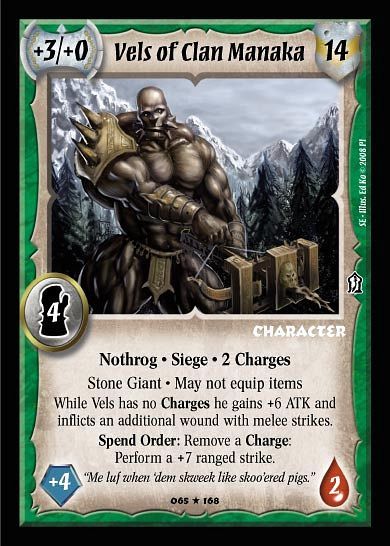 +3/+0 Vels of Clan Manaka 14
SE • Illus. Ed Ko © 2008 PI
4
CHARACTER
Nothrog • Siege • 2 Charges
Stone Giant • May not equip items
While Vels has no Charges he gains +6 ATK and
inflicts an additional wound with melee strikes.
Spend Order: Remove a Charge:
Perform a +7 ranged strike.
"Me luf when 'dem skweek like skoo'ered pigs."
+4
2
065 ★ 168